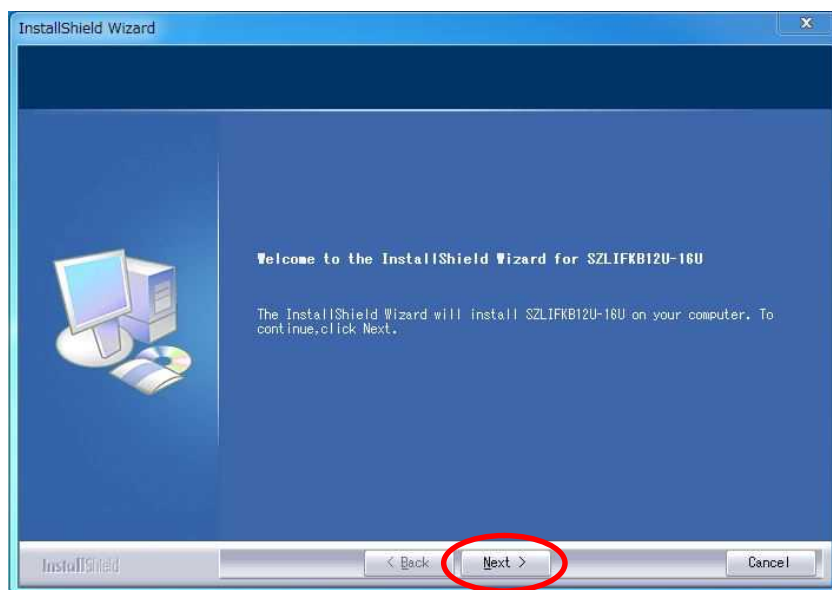 InstallShield Wizard
X
Welcome to the InstallShield Wizard for SZLIFKB12U-16U
The InstallShield Wizard will install SZLIFKB12U-16U on your computer. To
continue,click Next.
InstallShield
< Back
Next >
Cancel